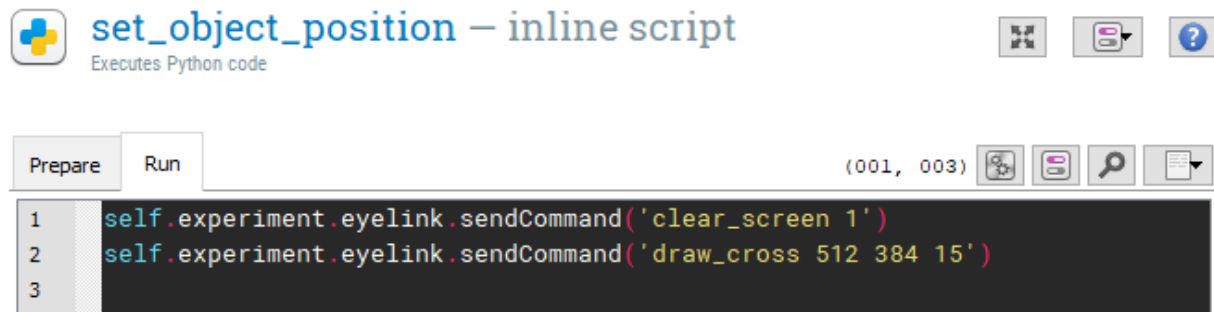 set_object_position — inline script
Executes Python code
Prepare Run (001, 003)
1 self.experiment.eyelink.sendCommand('clear_screen 1')
2 self.experiment.eyelink.sendCommand('draw_cross 512 384 15')
3